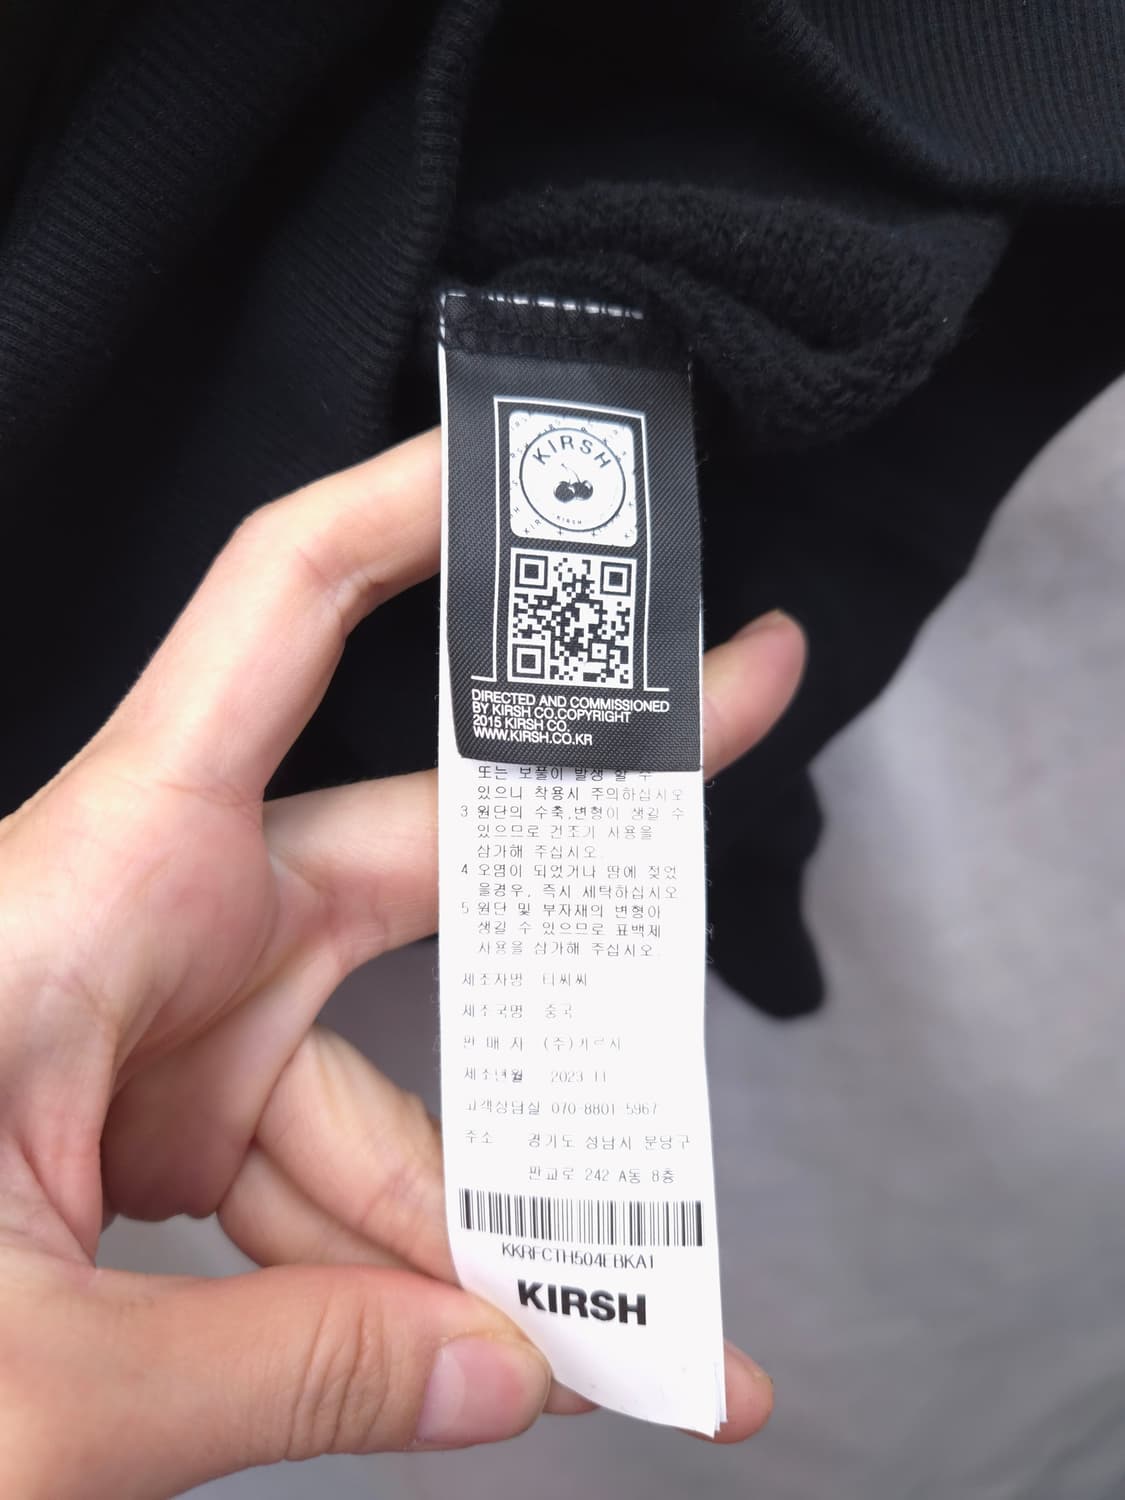 KIRSH
KIRSH
DIRECTED AND COMMISSIONED
BY KIRSH CO.COPYRIGHT
2015 KIRSH CO.
WWW.KIRSH.CO.KR
또는 보풀이 발생 할 수
있으니 착용시 주의하십시오
3 원단의 수축,변형이 생길 수
있으므로 건조기 사용을
삼가해 주십시오.
4 오염이 되었거나 땀에 젖었
을경우, 즉시 세탁하십시오
5 원단 및 부자재의 변형이
생길 수 있으므로 표백제
사용을 삼가해 주십시오.
제조자명 티씨씨
제조국명 중국
판 매 자 (주)키르시
제조년월 2023 11
고객상담실 070-8801-5967
주소 경기도 성남시 분당구
판교로 242 A동 8층
KKRFCTH504EBKA1
KIRSH